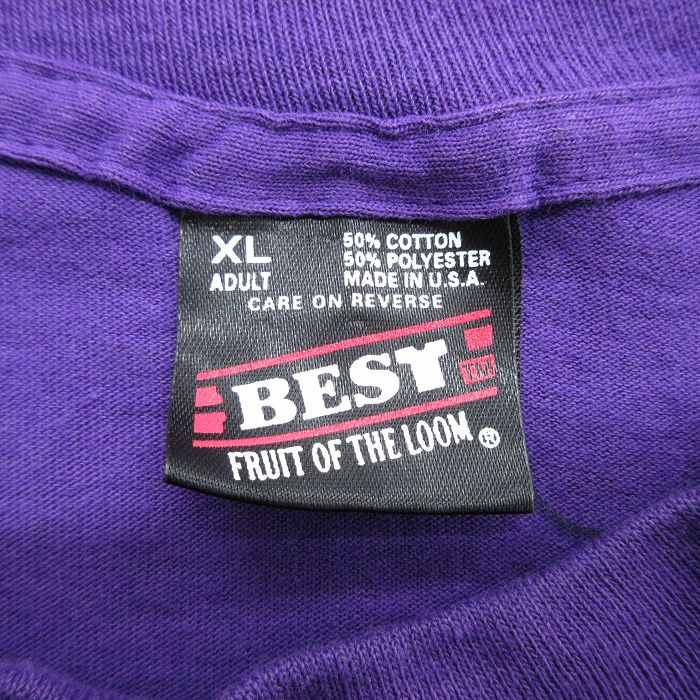 XL
ADULT
50% COTTON
50% POLYESTER
MADE IN U.S.A.
CARE ON REVERSE
BEST TM
FRUIT OF THE LOOM ®